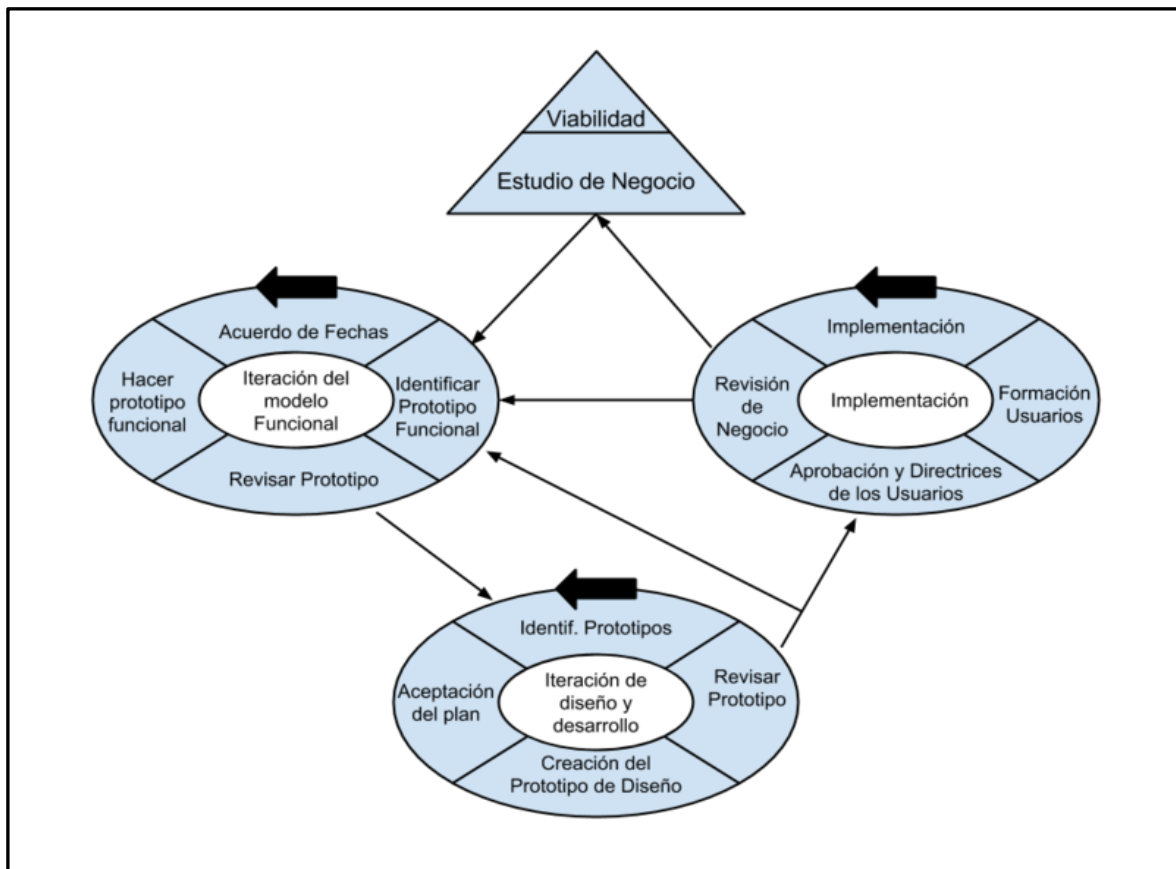 Viabilidad
Estudio de Negocio
Acuerdo de Fechas
Hacer
prototipo
funcional
Iteración del
modelo
Funcional
Identificar
Prototipo
Funcional
Revisar Prototipo
Implementación
Revisión
de
Negocio
Implementación
Formación
Usuarios
Aprobación y Directrices
de los Usuarios
Identif. Prototipos
Aceptación
del plan
Iteración de
diseño y
desarrollo
Revisar
Prototipo
Creación del
Prototipo de Diseño